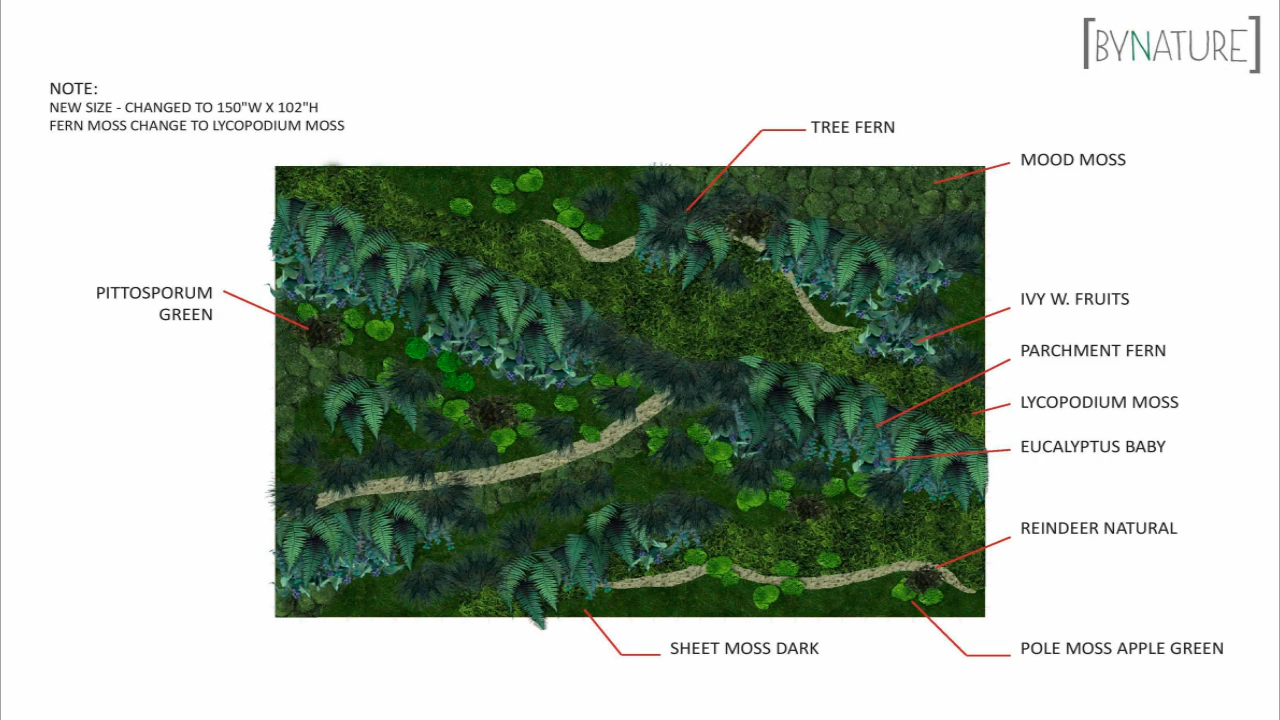 [BYNATURE]
NOTE:
NEW SIZE - CHANGED TO 150"W X 102"H
FERN MOSS CHANGE TO LYCOPODIUM MOSS
TREE FERN
MOOD MOSS
PITTOSPORUM
GREEN
IVY W. FRUITS
PARCHMENT FERN
LYCOPODIUM MOSS
EUCALYPTUS BABY
REINDEER NATURAL
SHEET MOSS DARK
POLE MOSS APPLE GREEN